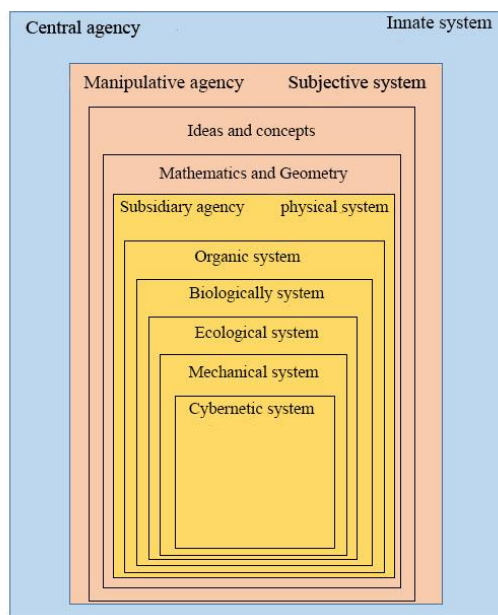 Central agency Innate system
Manipulative agency Subjective system
Ideas and concepts
Mathematics and Geometry
Subsidiary agency physical system
Organic system
Biologically system
Ecological system
Mechanical system
Cybernetic system